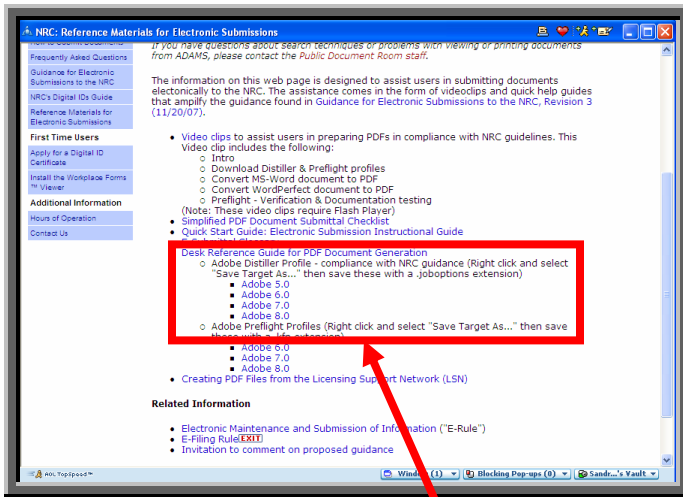 NRC: Reference Materials for Electronic Submissions
How to Submit Documents
Frequently Asked Questions
Guidance for Electronic
Submissions to the NRC
NRC's Digital IDs Guide
Reference Materials for
Electronic Submissions
First Time Users
Apply for a Digital ID
Certificate
Install the Workplace Forms
™ Viewer
Additional Information
Hours of Operation
Contact Us
If you have questions about search techniques or problems with viewing or printing documents
from ADAMS, please contact the Public Document Room staff.
The information on this web page is designed to assist users in submitting documents
electonically to the NRC. The assistance comes in the form of videoclips and quick help guides
that ampilfy the guidance found in Guidance for Electronic Submissions to the NRC, Revision 3
(11/20/07).
• Video clips to assist users in preparing PDFs in compliance with NRC guidelines. This
Video clip includes the following:
○ Intro
○ Download Distiller & Preflight profiles
○ Convert MS-Word document to PDF
○ Convert WordPerfect document to PDF
○ Preflight - Verification & Documentation testing
(Note: These video clips require Flash Player)
• Simplified PDF Document Submittal Checklist
• Quick Start Guide: Electronic Submission Instructional Guide
Desk Reference Guide for PDF Document Generation
○ Adobe Distiller Profile - compliance with NRC guidance (Right click and select
"Save Target As..." then save these with a .joboptions extension)
■ Adobe 5.0
■ Adobe 6.0
■ Adobe 7.0
■ Adobe 8.0
○ Adobe Preflight Profiles (Right click and select "Save Target As..." then save
these with a .kfp extension)
■ Adobe 6.0
■ Adobe 7.0
■ Adobe 8.0
• Creating PDF Files from the Licensing Support Network (LSN)
Related Information
• Electronic Maintenance and Submission of Information ("E-Rule")
• E-Filing Rule EXIT
• Invitation to comment on proposed guidance
AOL TopSpeed™
Window (1)
Blocking Pop-ups (0)
Sandr...'s Vault